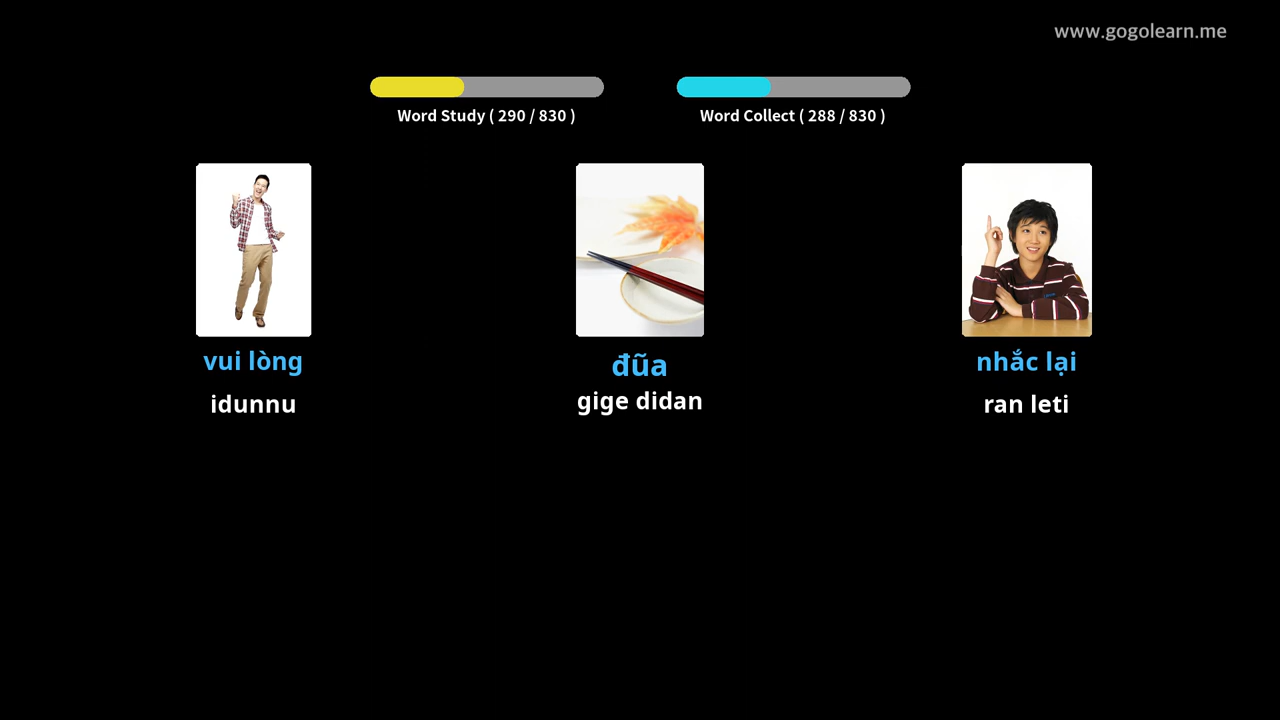 www.gogolearn.me
Word Study ( 290 / 830 )
Word Collect ( 288 / 830 )
vui lòng
đũa
nhắc lại
idunnu
gige didan
ran leti